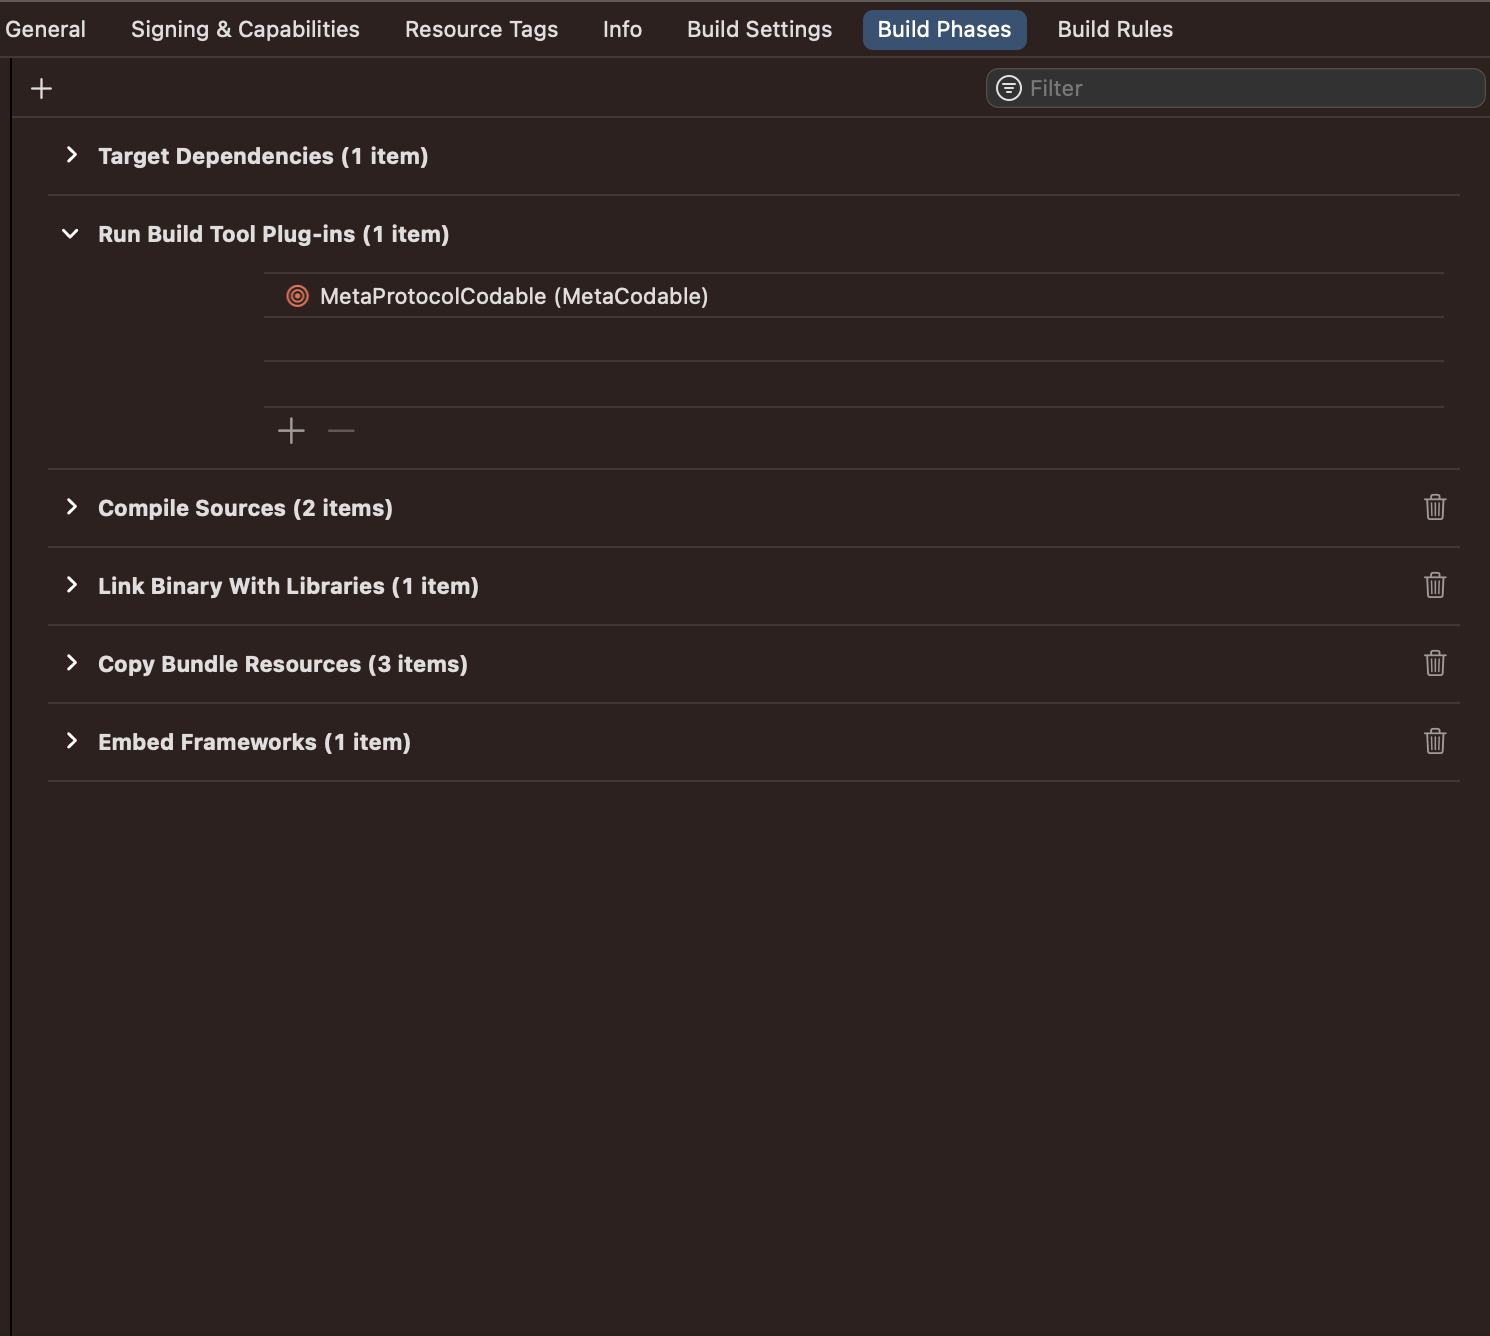 General Signing & Capabilities Resource Tags Info Build Settings Build Phases Build Rules
Filter
Target Dependencies (1 item)
Run Build Tool Plug-ins (1 item)
MetaProtocolCodable (MetaCodable)
Compile Sources (2 items)
Link Binary With Libraries (1 item)
Copy Bundle Resources (3 items)
Embed Frameworks (1 item)